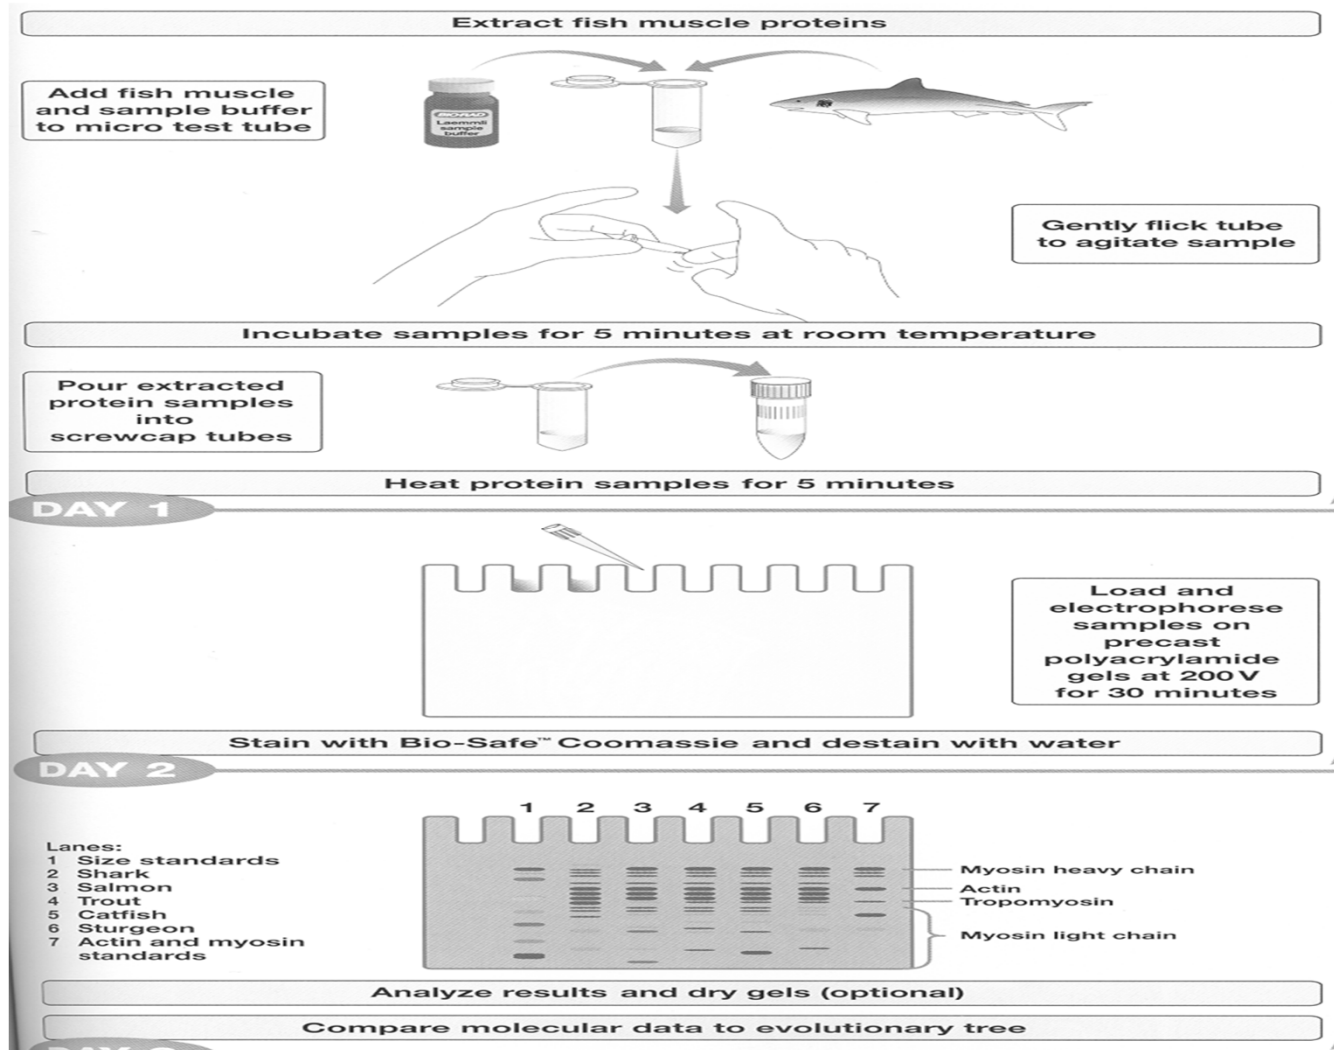 Extract fish muscle proteins
Add fish muscle
and sample buffer
to micro test tube
BIO-RAD
Laemmli
sample
buffer
Gently flick tube
to agitate sample
Incubate samples for 5 minutes at room temperature
Pour extracted
protein samples
into
screwcap tubes
Heat protein samples for 5 minutes
DAY 1
Load and
electrophorese
samples on
precast
polyacrylamide
gels at 200 V
for 30 minutes
Stain with Bio-Safe™ Coomassie and destain with water
DAY 2
1 2 3 4 5 6 7
Lanes:
1 Size standards
2 Shark
3 Salmon
4 Trout
5 Catfish
6 Sturgeon
7 Actin and myosin
standards
Myosin heavy chain
Actin
Tropomyosin
Myosin light chain
Analyze results and dry gels (optional)
Compare molecular data to evolutionary tree